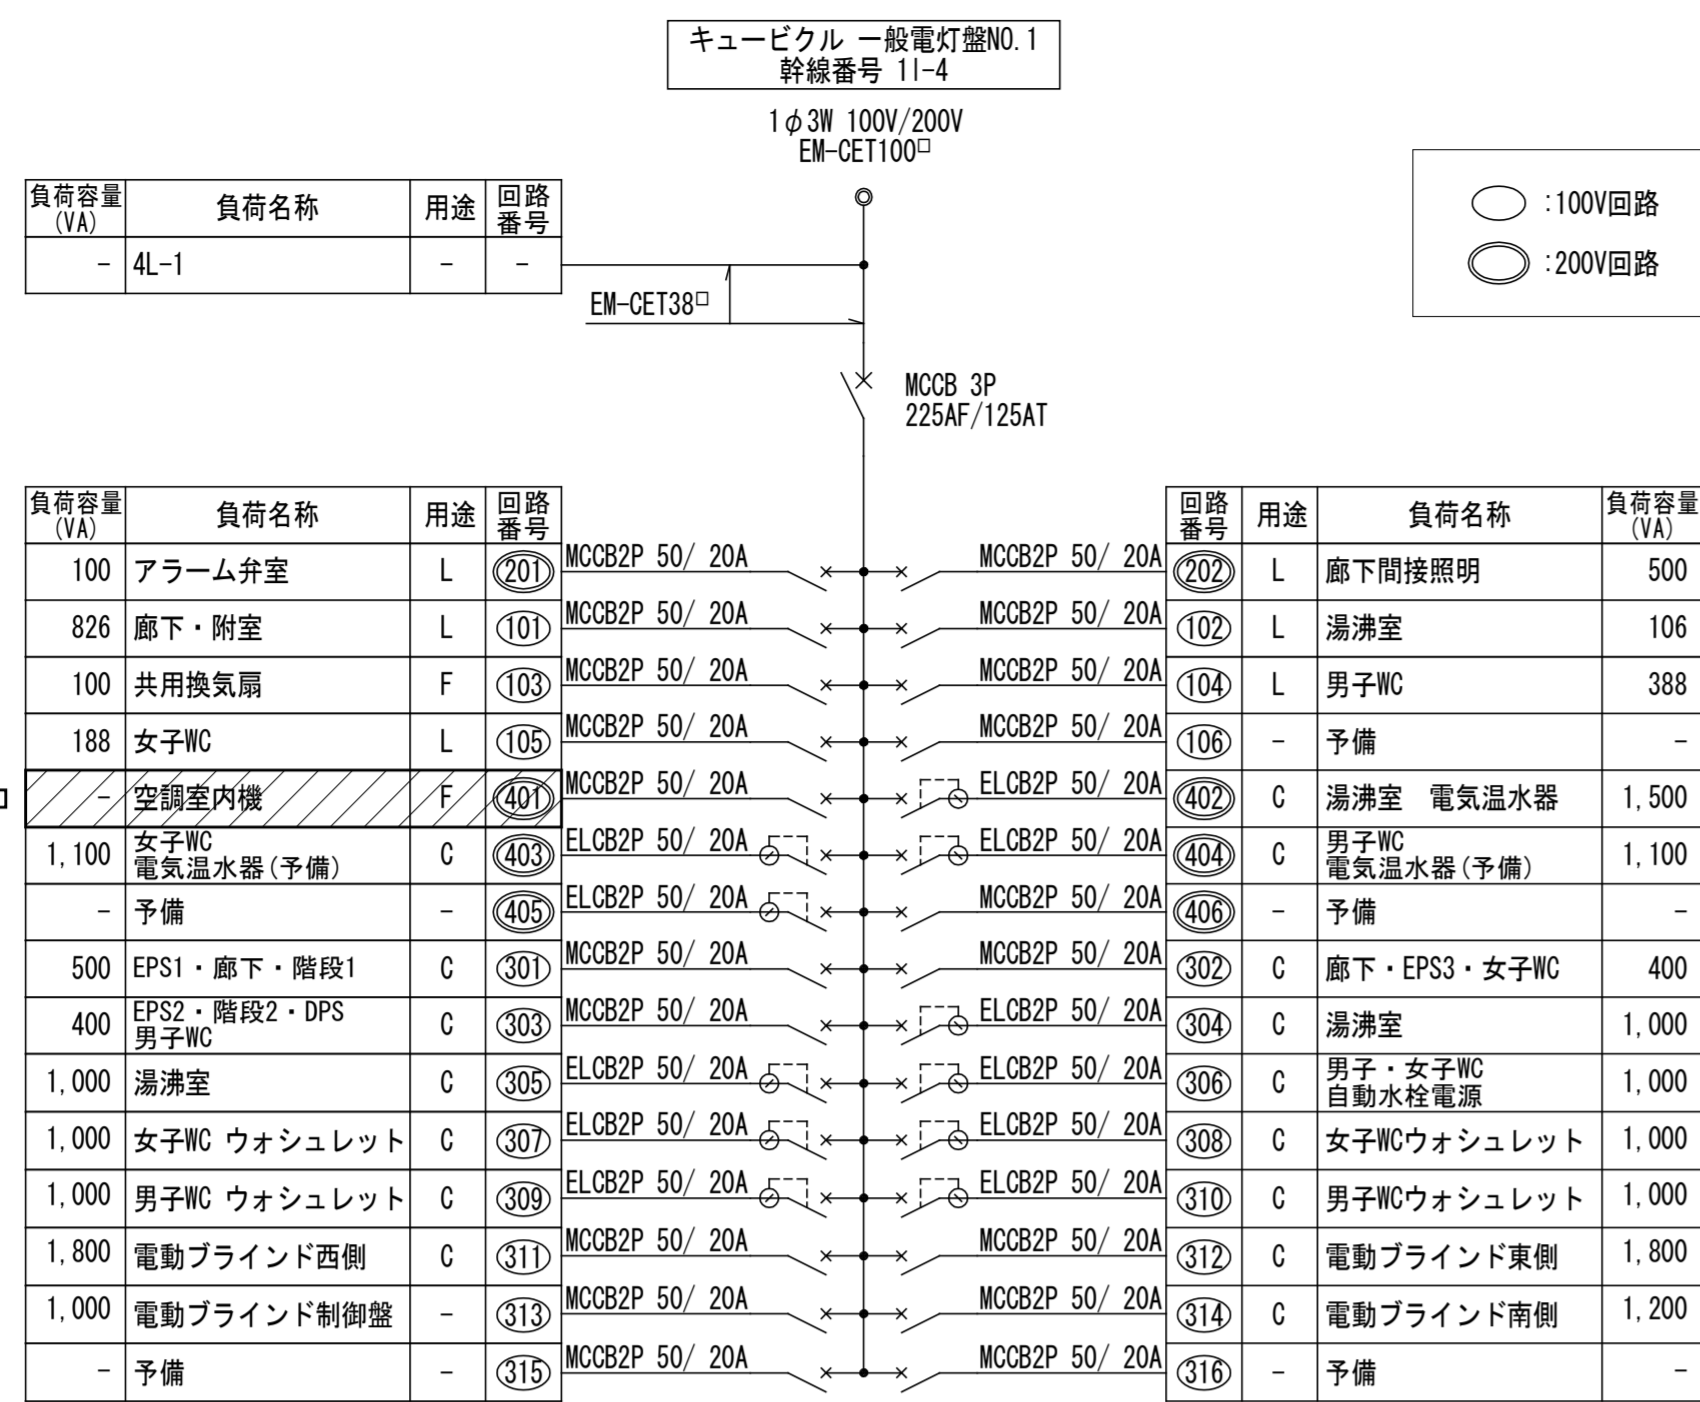 キュービクル 一般電灯盤NO.1
幹線番号 1l-4
1φ3W 100V/200V
EM-CET100□
:100V回路
:200V回路
負荷容量(VA) 負荷名称 用途 回路番号
- 4L-1 - -
EM-CET38□
MCCB 3P
225AF/125AT
負荷容量(VA) 負荷名称 用途 回路番号 回路番号 用途 負荷名称 負荷容量(VA)
100 アラーム弁室 L 201 MCCB2P 50/ 20A MCCB2P 50/ 20A 202 L 廊下間接照明 500
826 廊下・附室 L 101 MCCB2P 50/ 20A MCCB2P 50/ 20A 102 L 湯沸室 106
100 共用換気扇 F 103 MCCB2P 50/ 20A MCCB2P 50/ 20A 104 L 男子WC 388
188 女子WC L 105 MCCB2P 50/ 20A MCCB2P 50/ 20A 106 - 予備 -
- 空調室内機 F 401 MCCB2P 50/ 20A ELCB2P 50/ 20A 402 C 湯沸室 電気温水器 1,500
1,100 女子WC 電気温水器(予備) C 403 ELCB2P 50/ 20A ELCB2P 50/ 20A 404 C 男子WC 電気温水器(予備) 1,100
- 予備 - 405 ELCB2P 50/ 20A MCCB2P 50/ 20A 406 - 予備 -
500 EPS1・廊下・階段1 C 301 MCCB2P 50/ 20A MCCB2P 50/ 20A 302 C 廊下・EPS3・女子WC 400
400 EPS2・階段2・DPS 男子WC C 303 MCCB2P 50/ 20A ELCB2P 50/ 20A 304 C 湯沸室 1,000
1,000 湯沸室 C 305 ELCB2P 50/ 20A ELCB2P 50/ 20A 306 C 男子・女子WC 自動水栓電源 1,000
1,000 女子WC ウォシュレット C 307 ELCB2P 50/ 20A ELCB2P 50/ 20A 308 C 女子WCウォシュレット 1,000
1,000 男子WC ウォシュレット C 309 ELCB2P 50/ 20A ELCB2P 50/ 20A 310 C 男子WCウォシュレット 1,000
1,800 電動ブラインド西側 C 311 MCCB2P 50/ 20A MCCB2P 50/ 20A 312 C 電動ブラインド東側 1,800
1,000 電動ブラインド制御盤 - 313 MCCB2P 50/ 20A MCCB2P 50/ 20A 314 C 電動ブラインド南側 1,200
- 予備 - 315 MCCB2P 50/ 20A MCCB2P 50/ 20A 316 - 予備 -